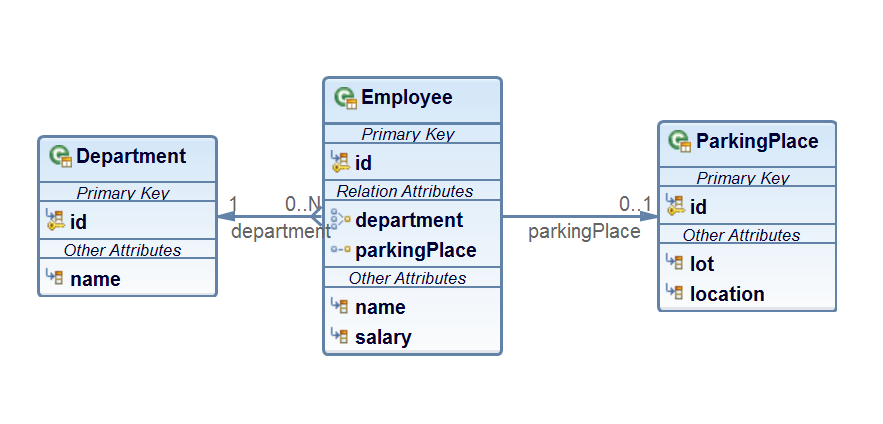 Department
Primary Key
id
Other Attributes
name
1
0..N
department
Employee
Primary Key
id
Relation Attributes
department
parkingPlace
Other Attributes
name
salary
0..1
parkingPlace
ParkingPlace
Primary Key
id
Other Attributes
lot
location